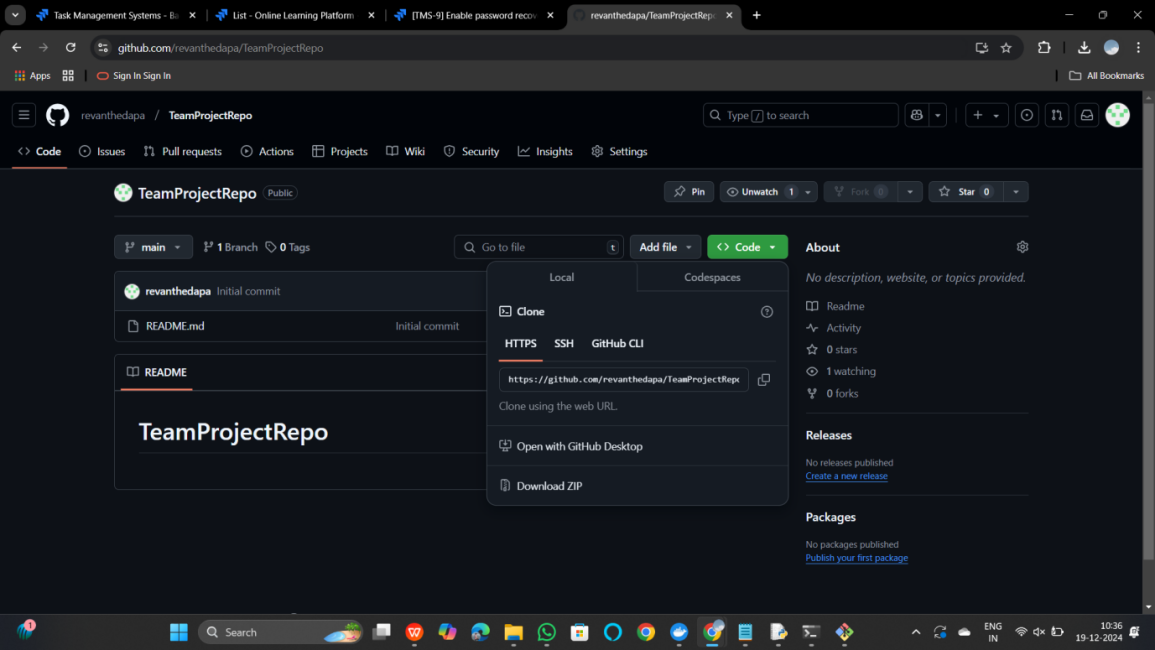 Task Management Systems - Ba
List - Online Learning Platform
[TMS-9] Enable password recov
revanthedapa/TeamProjectRepo
github.com/revanthedapa/TeamProjectRepo
Apps
Sign In Sign In
All Bookmarks
revanthedapa / TeamProjectRepo
Type / to search
Code
Issues
Pull requests
Actions
Projects
Wiki
Security
Insights
Settings
TeamProjectRepo Public
Pin
Unwatch 1
Fork 0
Star 0
main
1 Branch
0 Tags
Go to file t
Add file
Code
About
No description, website, or topics provided.
Readme
Activity
0 stars
1 watching
0 forks
Releases
No releases published
Create a new release
Packages
No packages published
Publish your first package
revanthedapa Initial commit
README.md Initial commit
README
TeamProjectRepo
Local
Codespaces
Clone
HTTPS
SSH
GitHub CLI
https://github.com/revanthedapa/TeamProjectRepo
Clone using the web URL.
Open with GitHub Desktop
Download ZIP
1
Search
ENG
IN
10:36
19-12-2024